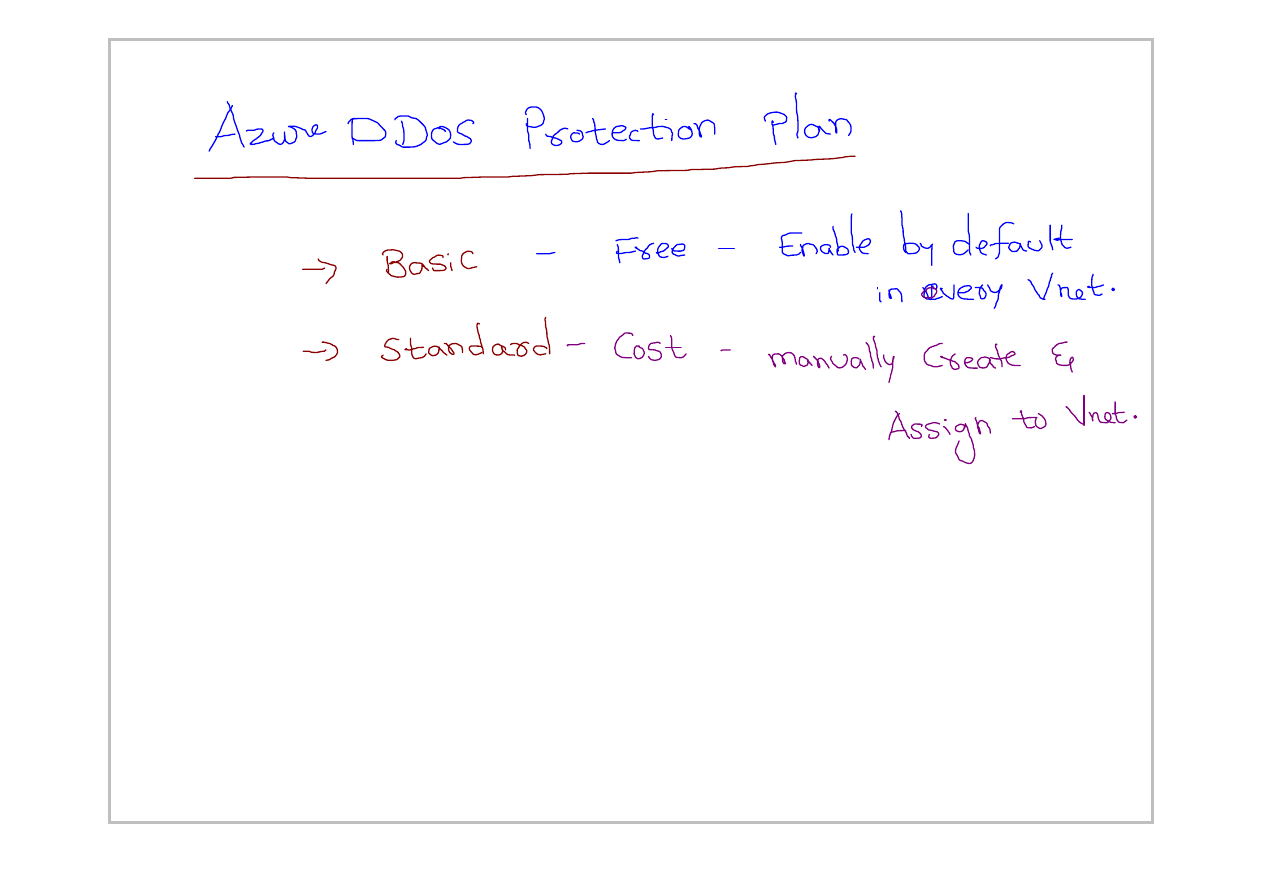 Azure DDoS Protection Plan
→ Basic - Free - Enable by default
in every Vnet.
→ Standard - Cost - manually Create &
Assign to Vnet.